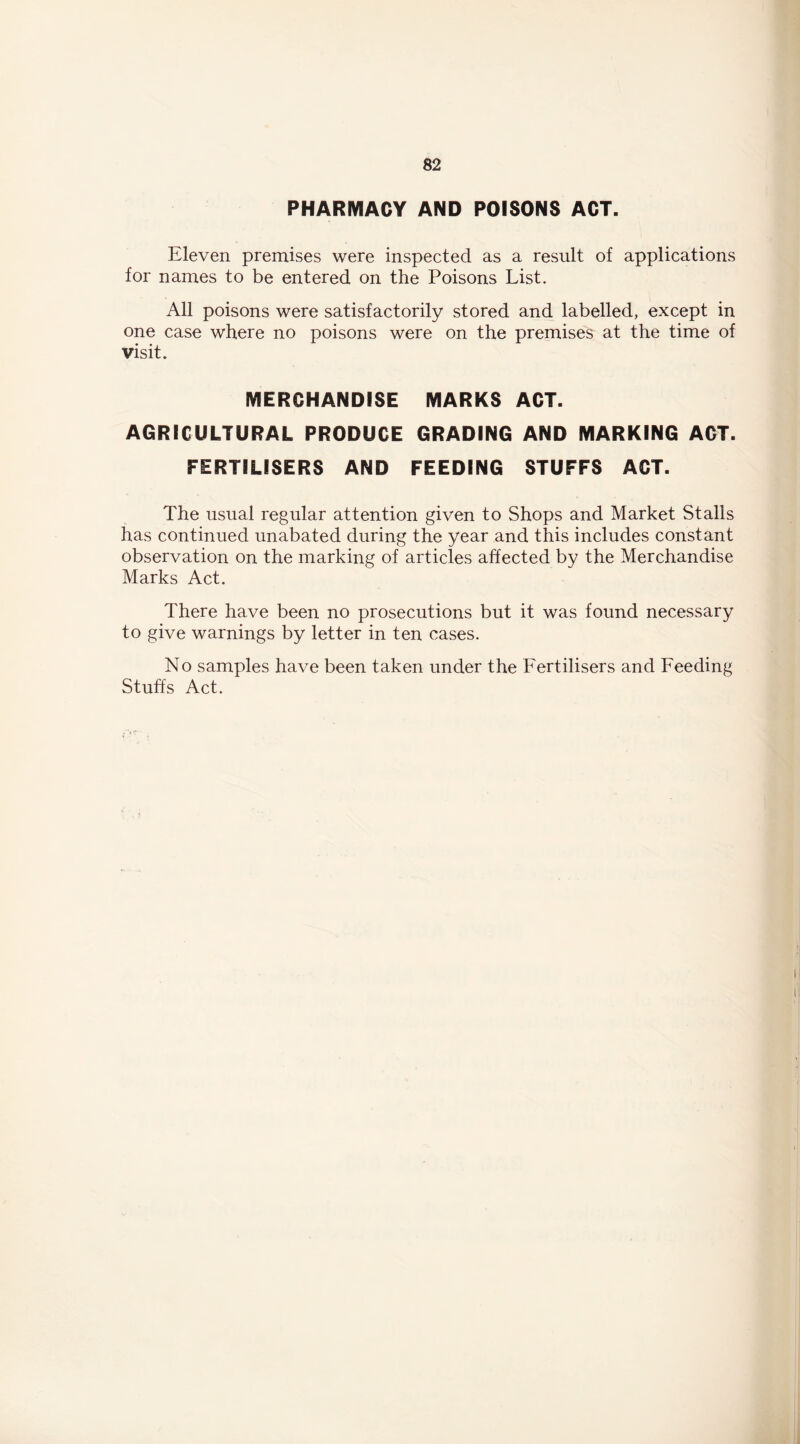 82
PHARMACY AND POISONS ACT.
Eleven premises were inspected as a result of applications
for names to be entered on the Poisons List.
All poisons were satisfactorily stored and labelled, except in
one case where no poisons were on the premises at the time of
visit.
MERCHANDISE MARKS ACT.
AGRICULTURAL PRODUCE GRADING AND MARKING ACT.
FERTILISERS AND FEEDING STUFFS ACT.
The usual regular attention given to Shops and Market Stalls
has continued unabated during the year and this includes constant
observation on the marking of articles affected by the Merchandise
Marks Act.
There have been no prosecutions but it was found necessary
to give warnings by letter in ten cases.
No samples have been taken under the Fertilisers and Feeding
Stuffs Act.